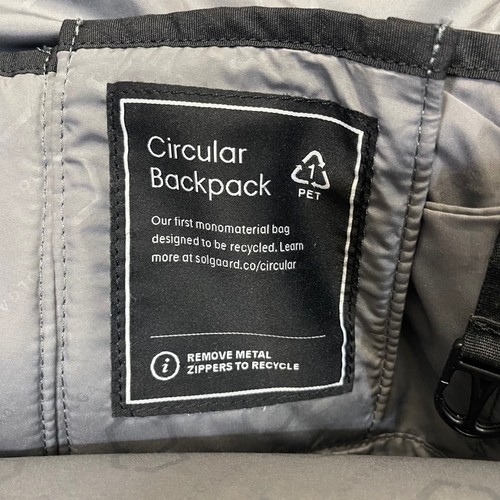 Circular
Backpack
1
PET
Our first monomaterial bag
designed to be recycled. Learn
more at solgaard.co/circular
i
REMOVE METAL
ZIPPERS TO RECYCLE